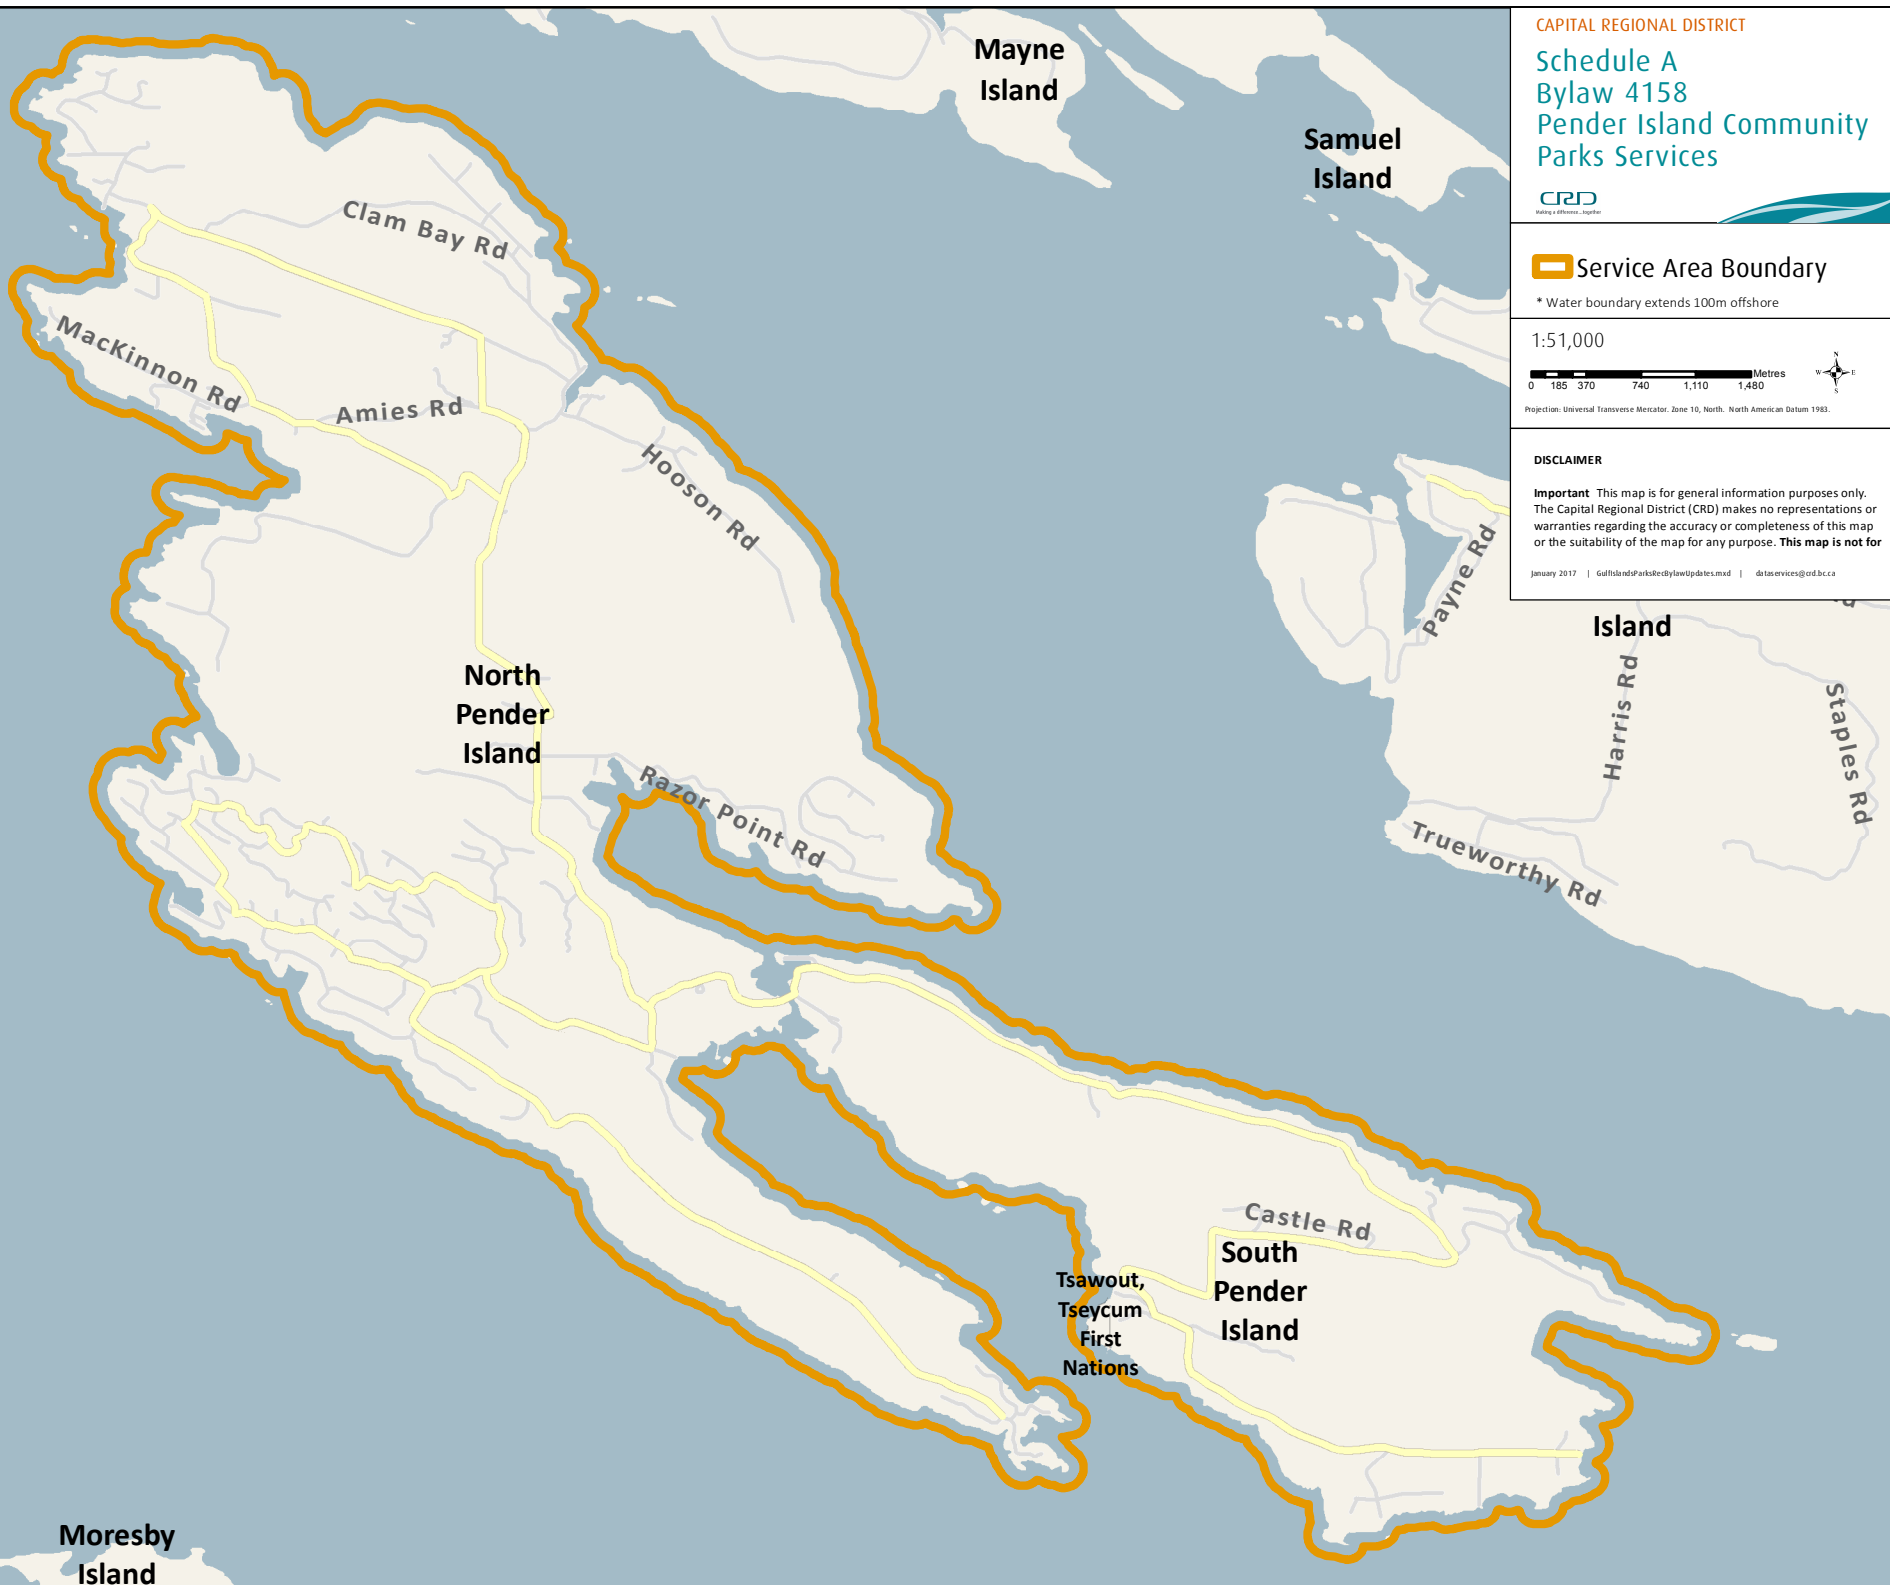 CAPITAL REGIONAL DISTRICT
Schedule A
Bylaw 4158
Pender Island Community
Parks Services
CRD
Making a difference...together
Service Area Boundary
* Water boundary extends 100m offshore
1:51,000
Metres
0 185 370 740 1,110 1,480
N
W E
S
Projection: Universal Transverse Mercator. Zone 10, North. North American Datum 1983.
DISCLAIMER
Important This map is for general information purposes only.
The Capital Regional District (CRD) makes no representations or
warranties regarding the accuracy or completeness of this map
or the suitability of the map for any purpose. This map is not for
January 2017 | GulfIslandsParksRecBylawUpdates.mxd | dataservices@crd.bc.ca
Mayne
Island
Samuel
Island
Clam Bay Rd
MacKinnon Rd
Amies Rd
Hooson Rd
Payne Rd
Island
Harris Rd
Staples Rd
North
Pender
Island
Razor Point Rd
Trueworthy Rd
Castle Rd
South
Pender
Island
Tsawout,
Tseycum
First
Nations
Moresby
Island